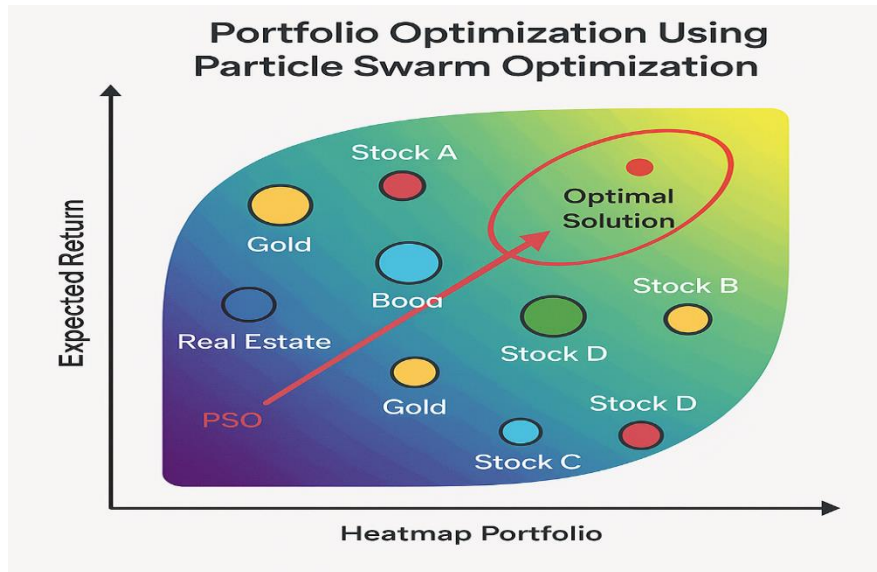 Portfolio Optimization Using
Particle Swarm Optimization
Expected Return
Stock A
Gold
Optimal
Solution
Booa
Stock B
Real Estate
Stock D
Gold
PSO
Stock D
Stock C
Heatmap Portfolio